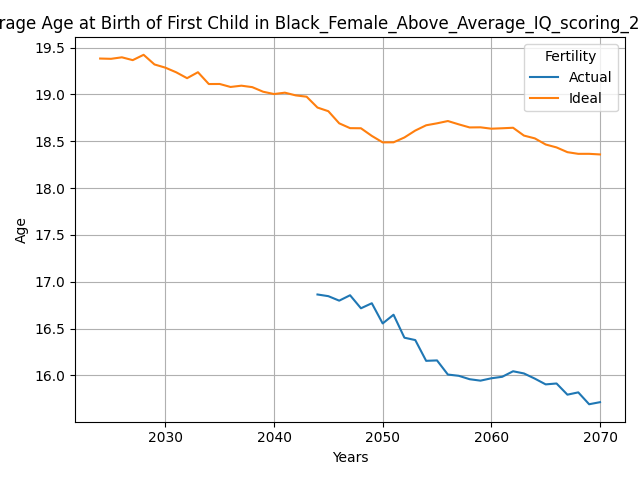 Average Age at Birth of First Child in Black_Female_Above_Average_IQ_scoring_2
Fertility
Actual
Ideal
19.5
19.0
18.5
18.0
17.5
17.0
16.5
16.0
Age
2030 2040 2050 2060 2070
Years